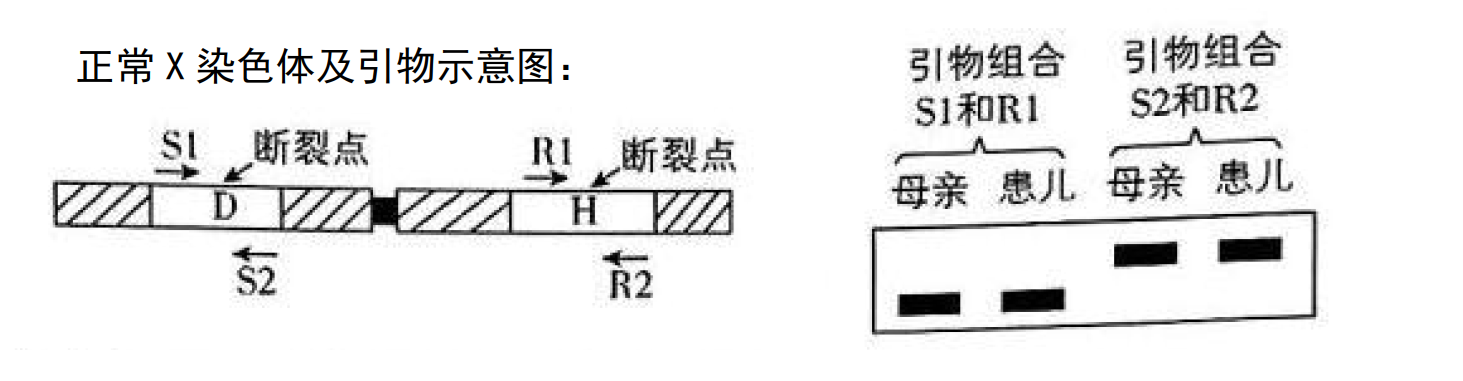 正常 X 染色体及引物示意图：
S1 断裂点 R1 断裂点
D H
S2 R2
引物组合 引物组合
S1和R1 S2和R2
母亲 患儿 母亲 患儿